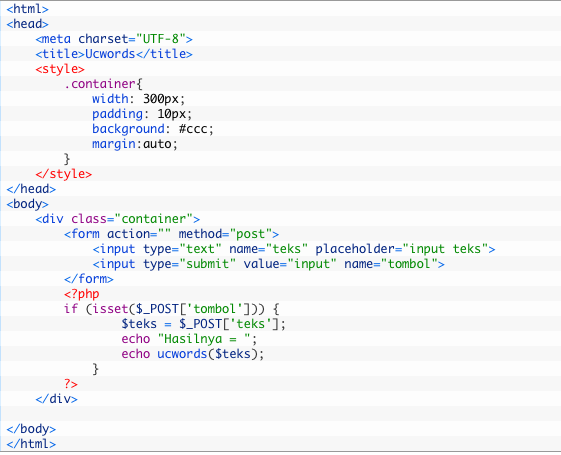 <html>
<head>
    <meta charset="UTF-8">
    <title>Ucwords</title>
    <style>
        .container{
            width: 300px;
            padding: 10px;
            background: #ccc;
            margin:auto;
        }
    </style>
</head>
<body>
    <div class="container">
        <form action="" method="post">
            <input type="text" name="teks" placeholder="input teks">
            <input type="submit" value="input" name="tombol">
        </form>
        <?php
        if (isset($_POST['tombol'])) {
                $teks = $_POST['teks'];
                echo "Hasilnya = ";
                echo ucwords($teks);
            }
        ?>
    </div>

</body>
</html>